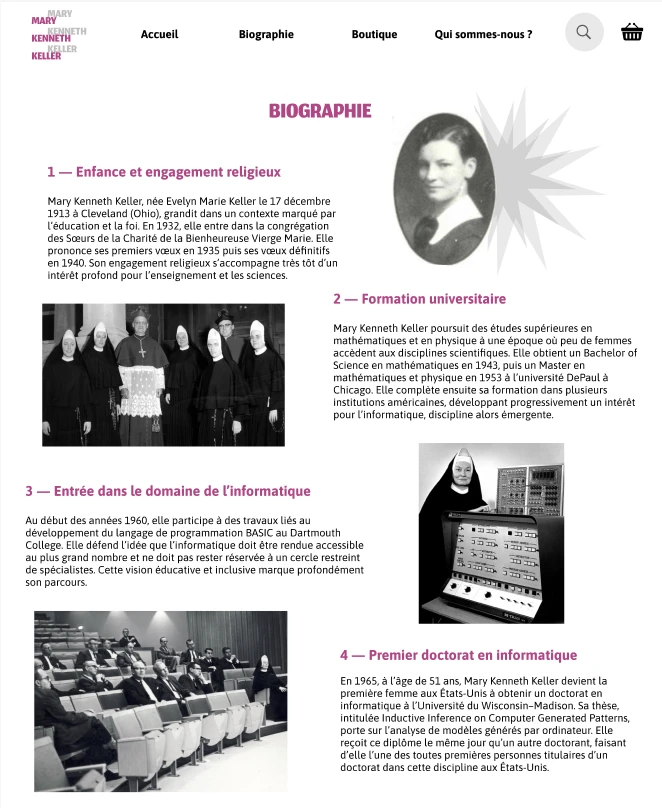 MARY
MARY
KENNETH
KENNETH
KELLER
KELLER
Accueil
Biographie
Boutique
Qui sommes-nous ?
BIOGRAPHIE
1 — Enfance et engagement religieux
Mary Kenneth Keller, née Evelyn Marie Keller le 17 décembre
1913 à Cleveland (Ohio), grandit dans un contexte marqué par
l'éducation et la foi. En 1932, elle entre dans la congrégation
des Sœurs de la Charité de la Bienheureuse Vierge Marie. Elle
prononce ses premiers vœux en 1935 puis ses vœux définitifs
en 1940. Son engagement religieux s'accompagne très tôt d'un
intérêt profond pour l'enseignement et les sciences.
2 — Formation universitaire
Mary Kenneth Keller poursuit des études supérieures en
mathématiques et en physique à une époque où peu de femmes
accèdent aux disciplines scientifiques. Elle obtient un Bachelor of
Science en mathématiques en 1943, puis un Master en
mathématiques et physique en 1953 à l'université DePaul à
Chicago. Elle complète ensuite sa formation dans plusieurs
institutions américaines, développant progressivement un intérêt
pour l'informatique, discipline alors émergente.
3 — Entrée dans le domaine de l'informatique
Au début des années 1960, elle participe à des travaux liés au
développement du langage de programmation BASIC au Dartmouth
College. Elle défend l'idée que l'informatique doit être rendue accessible
au plus grand nombre et ne doit pas rester réservée à un cercle restreint
de spécialistes. Cette vision éducative et inclusive marque profondément
son parcours.
4 — Premier doctorat en informatique
En 1965, à l'âge de 51 ans, Mary Kenneth Keller devient la
première femme aux États-Unis à obtenir un doctorat en
informatique à l'Université du Wisconsin–Madison. Sa thèse,
intitulée Inductive Inference on Computer Generated Patterns,
porte sur l'analyse de modèles générés par ordinateur. Elle
reçoit ce diplôme le même jour qu'un autre doctorant, faisant
d'elle l'une des toutes premières personnes titulaires d'un
doctorat dans cette discipline aux États-Unis.